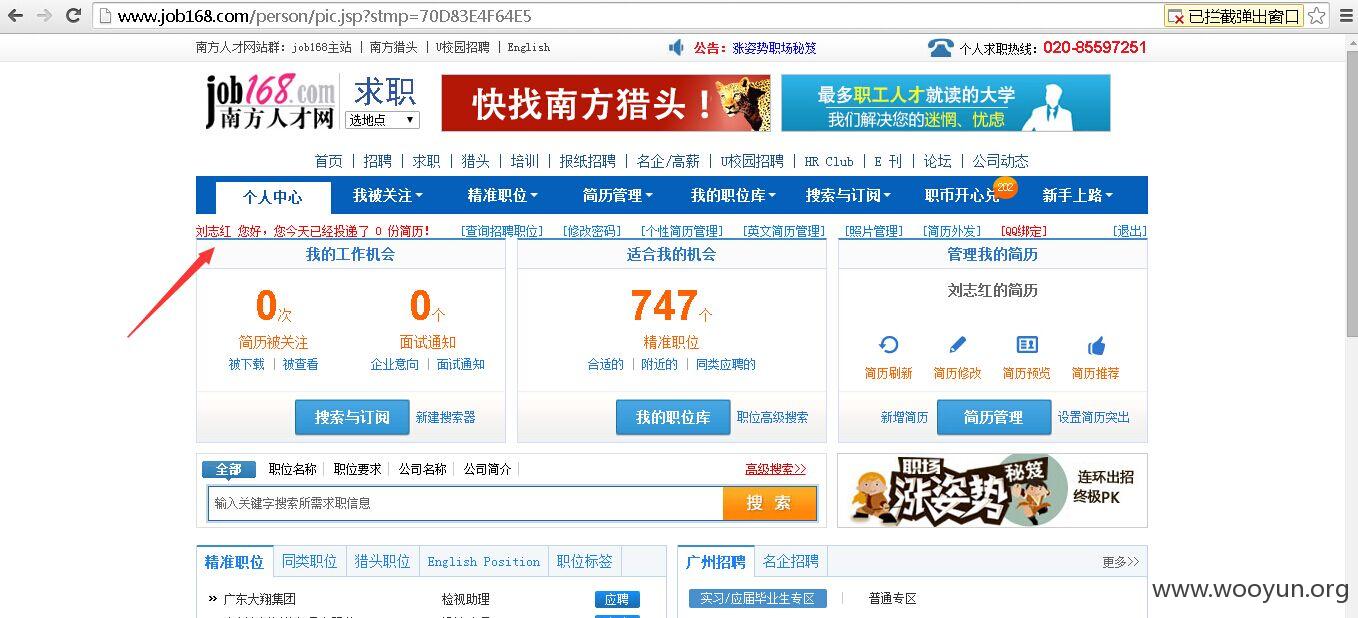 www.job168.com/person/pic.jsp?stmp=70D83E4F64E5
已拦截弹出窗口
南方人才网站群: job168主站 | 南方猎头 | U校园招聘 | English
公告: 涨姿势职场秘笈
个人求职热线: 020-85597251
job168.com
南方人才网
求职
选地点
快找南方猎头！
最多职工人才就读的大学
我们解决您的迷惘、忧虑
首页 | 招聘 | 求职 | 猎头 | 培训 | 报纸招聘 | 名企/高薪 | U校园招聘 | HR Club | E 刊 | 论坛 | 公司动态
个人中心 我被关注 精准职位 简历管理 我的职位库 搜索与订阅 职币开心兑 202 新手上路
刘志红 您好，您今天已经投递了 0 份简历! [查询招聘职位] [修改密码] [个性简历管理] [英文简历管理] [照片管理] [简历外发] [QQ绑定] [退出]
我的工作机会
0次 0个
简历被关注 面试通知
被下载 | 被查看 企业意向 | 面试通知
搜索与订阅 新建搜索器
适合我的机会
747个
精准职位
合适的 | 附近的 | 同类应聘的
我的职位库 职位高级搜索
管理我的简历
刘志红的简历
简历刷新 简历修改 简历预览 简历推荐
新增简历 简历管理 设置简历突出
全部 职位名称 职位要求 公司名称 公司简介 高级搜索>>
输入关键字搜索所需求职信息 搜 索
职场 涨姿势 秘笈
连环出招
终极PK
精准职位 同类职位 猎头职位 English Position 职位标签
广东大翔集团 检视助理 应聘
广州招聘 名企招聘 更多>>
实习/应届毕业生专区 | 普通专区
www.wooyun.org